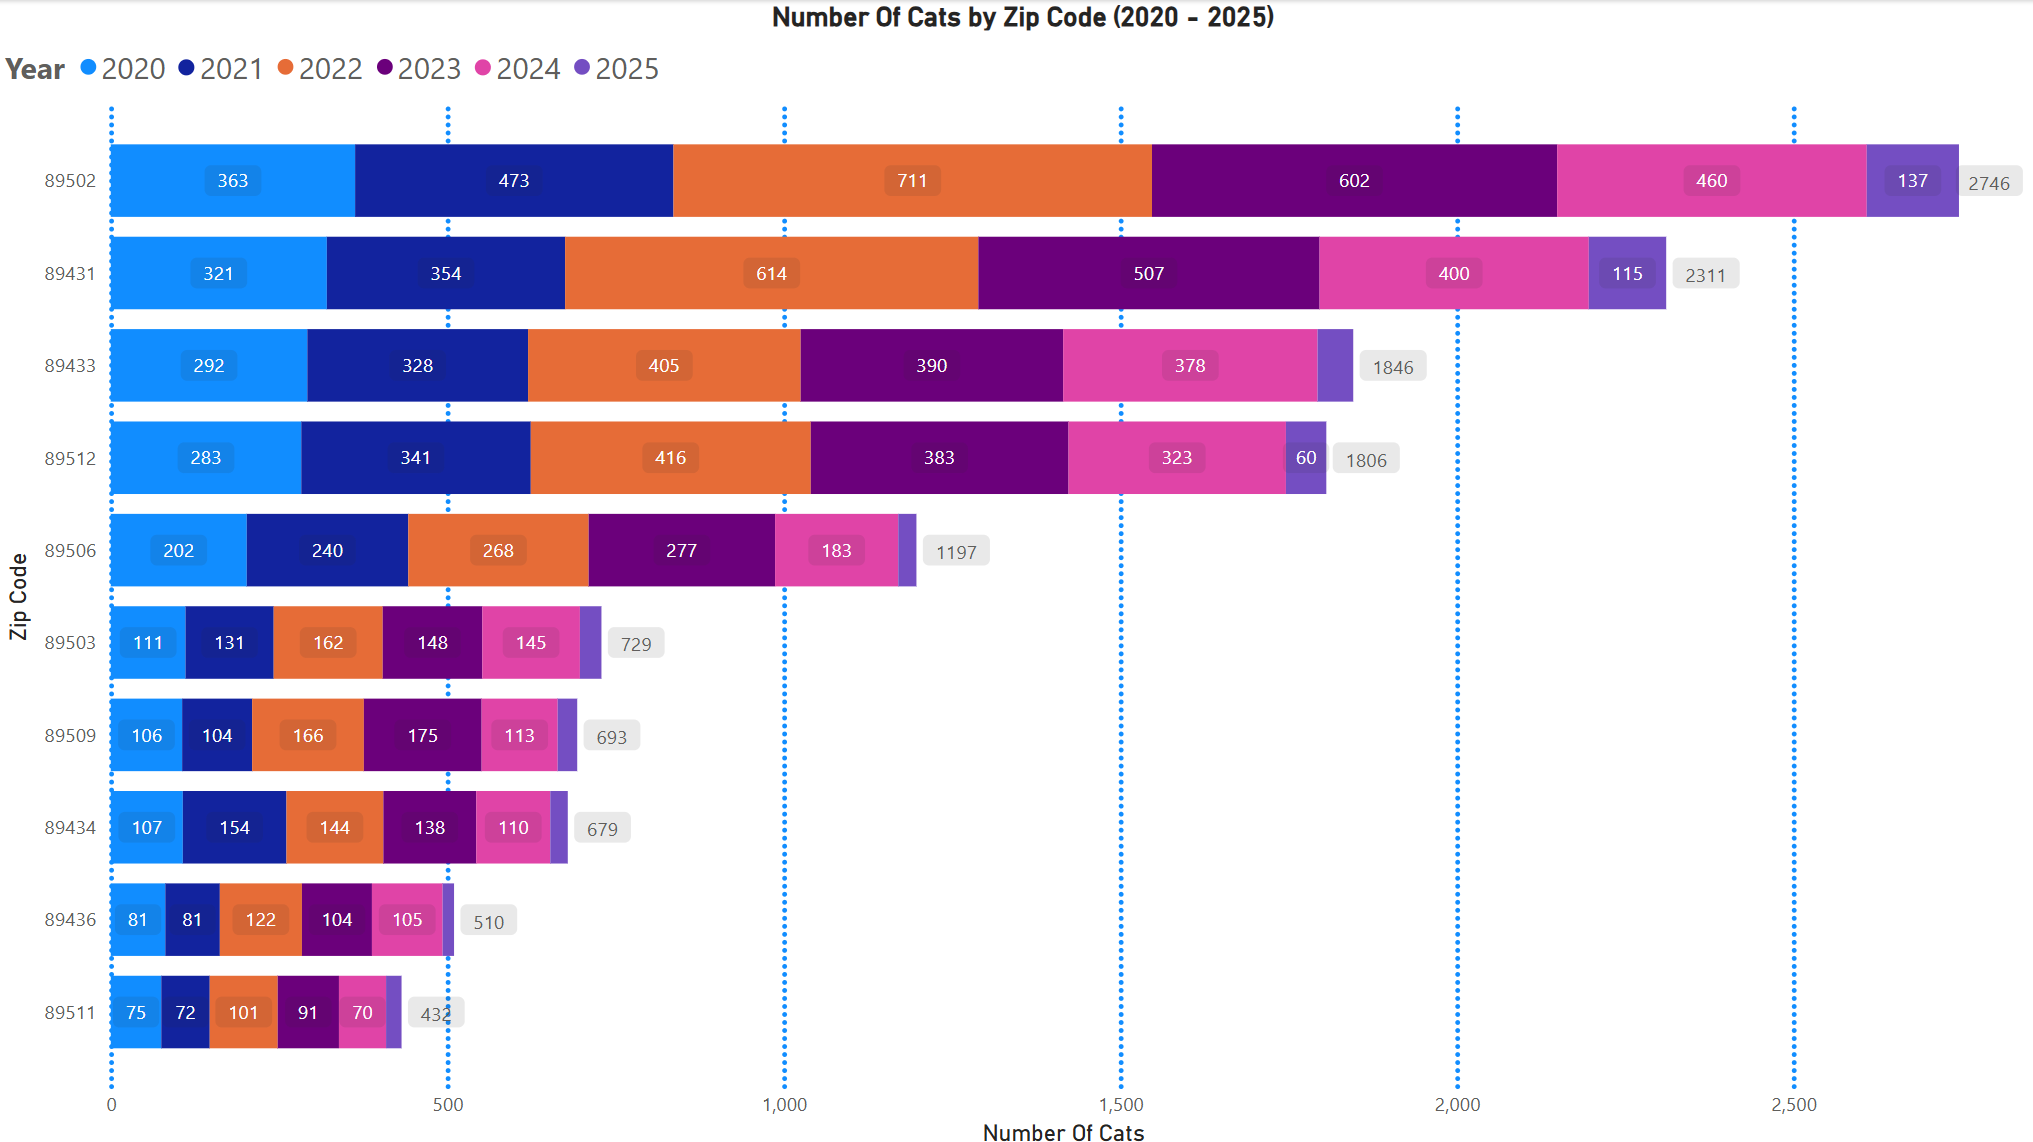 Number Of Cats by Zip Code (2020 - 2025)
Year 2020 2021 2022 2023 2024 2025
89502 363 473 711 602 460 137 2746
89431 321 354 614 507 400 115 2311
89433 292 328 405 390 378 1846
89512 283 341 416 383 323 60 1806
89506 202 240 268 277 183 1197
89503 111 131 162 148 145 729
89509 106 104 166 175 113 693
89434 107 154 144 138 110 679
89436 81 81 122 104 105 510
89511 75 72 101 91 70 432
Zip Code
0 500 1,000 1,500 2,000 2,500
Number Of Cats